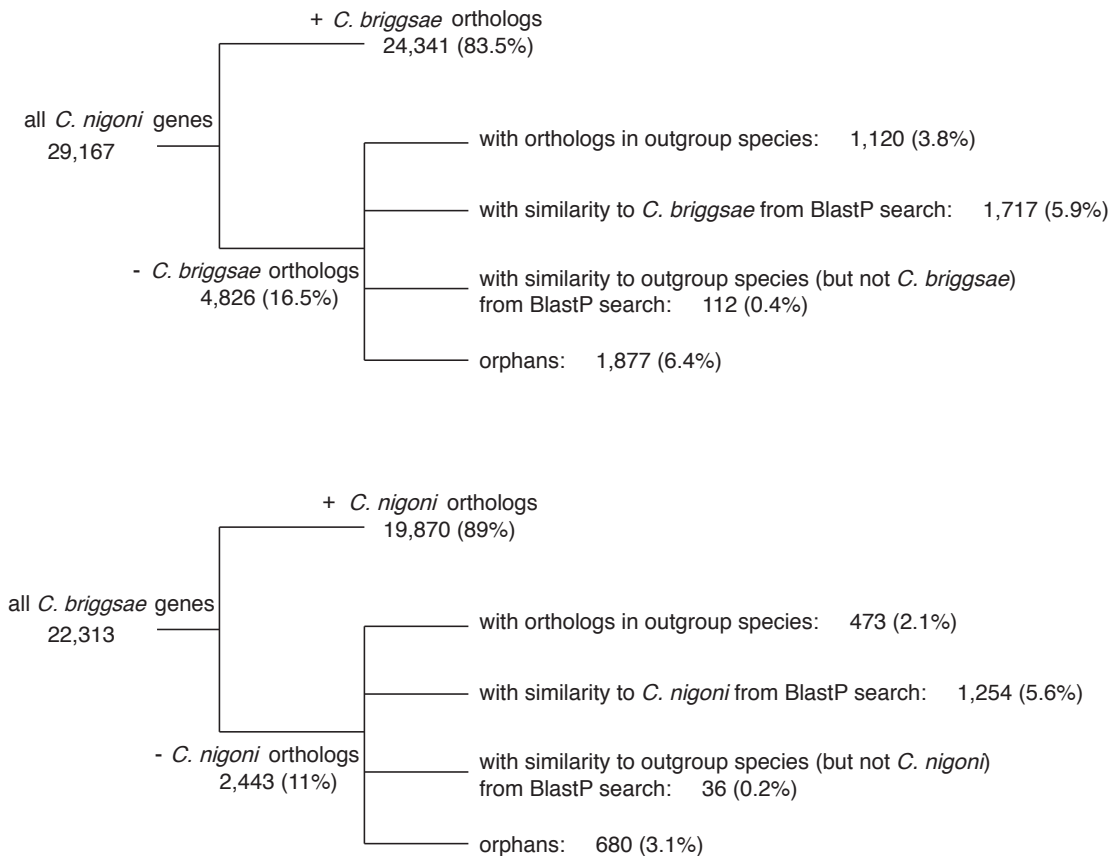 + C. briggsae orthologs
24,341 (83.5%)
all C. nigoni genes
29,167
with orthologs in outgroup species: 1,120 (3.8%)
with similarity to C. briggsae from BlastP search: 1,717 (5.9%)
- C. briggsae orthologs
4,826 (16.5%)
with similarity to outgroup species (but not C. briggsae)
from BlastP search: 112 (0.4%)
orphans: 1,877 (6.4%)
+ C. nigoni orthologs
19,870 (89%)
all C. briggsae genes
22,313
with orthologs in outgroup species: 473 (2.1%)
with similarity to C. nigoni from BlastP search: 1,254 (5.6%)
- C. nigoni orthologs
2,443 (11%)
with similarity to outgroup species (but not C. nigoni)
from BlastP search: 36 (0.2%)
orphans: 680 (3.1%)